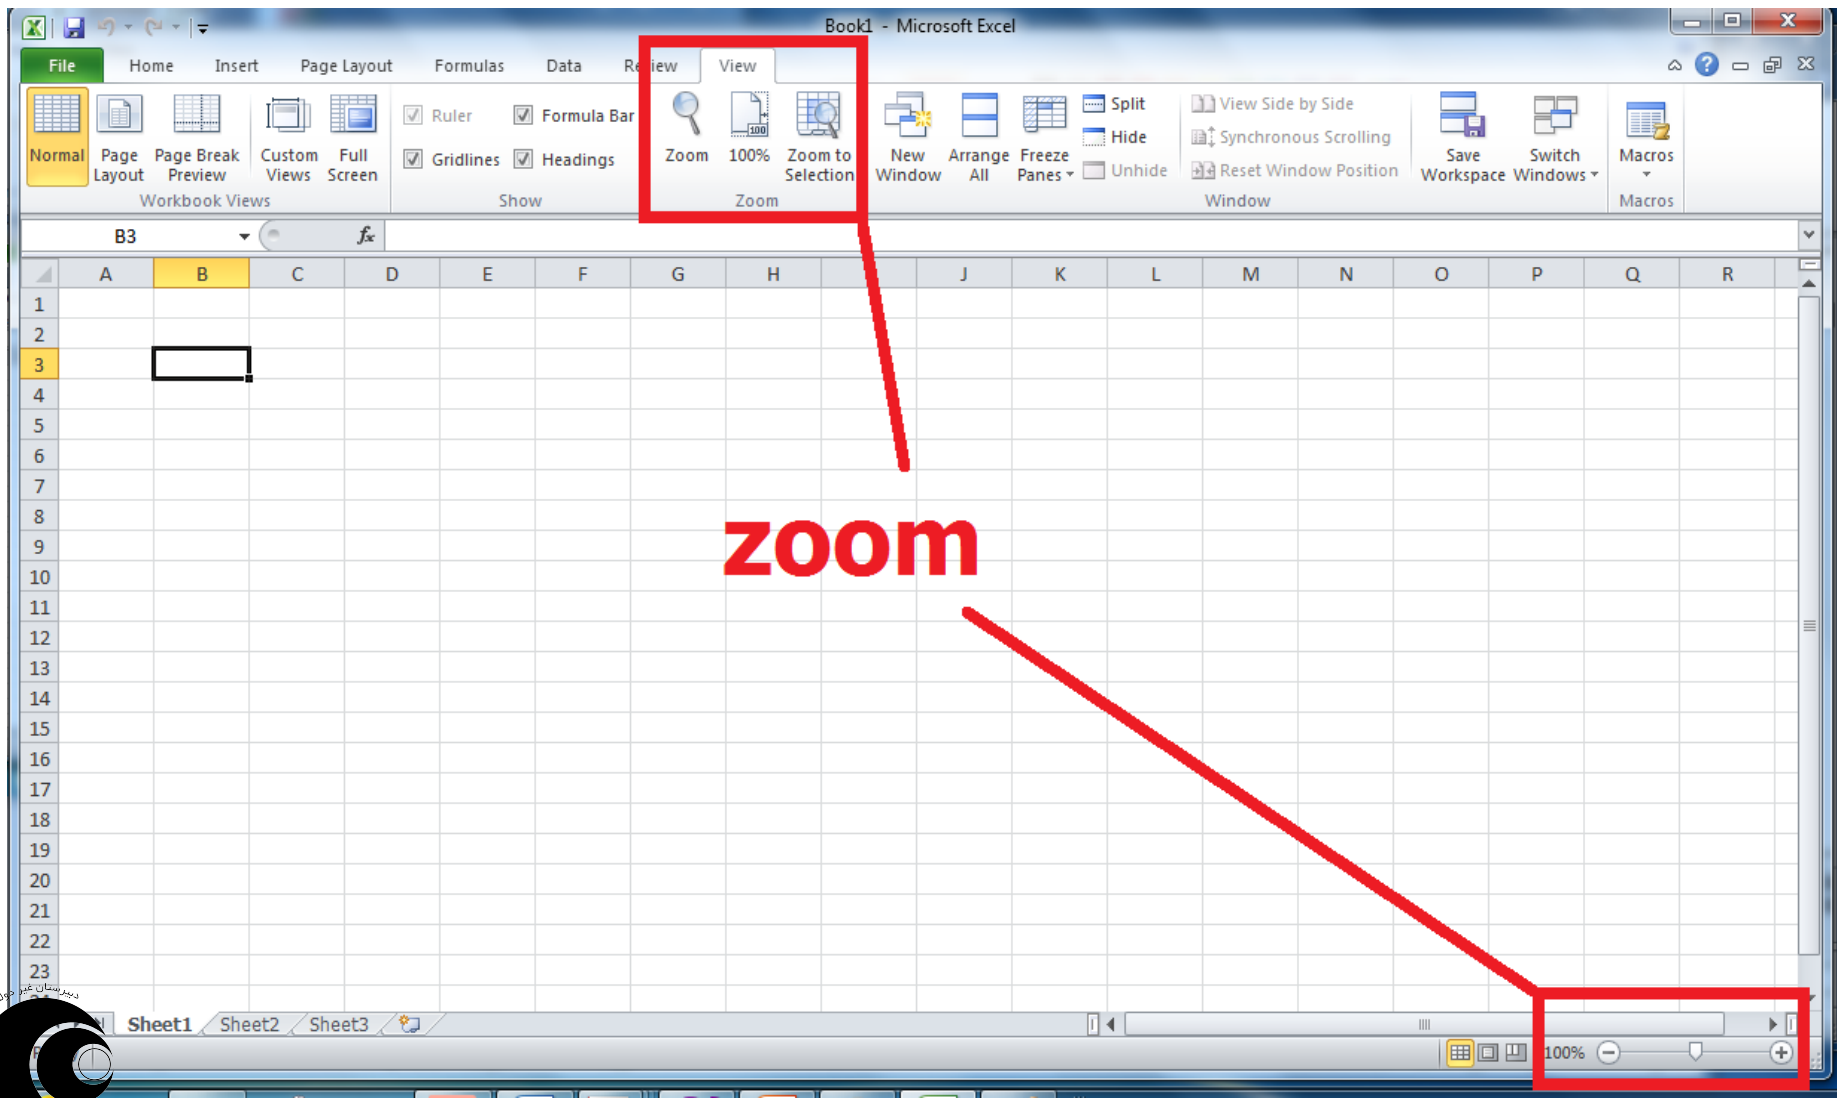 Book1 - Microsoft Excel
File Home Insert Page Layout Formulas Data Review View
Normal Page Layout Page Break Preview Custom Views Full Screen
Workbook Views
Ruler Formula Bar
Gridlines Headings
Show
Zoom 100% Zoom to Selection
Zoom
New Window Arrange All Freeze Panes
Split
Hide
Unhide
View Side by Side
Synchronous Scrolling
Reset Window Position
Save Workspace Switch Windows
Window
Macros
Macros
B3 fx
A B C D E F G H J K L M N O P Q R
1
2
3
4
5
6
7
8
9
10
11
12
13
14
15
16
17
18
19
20
21
22
23
zoom
دبیرستان غیر دول
Sheet1 Sheet2 Sheet3
100%